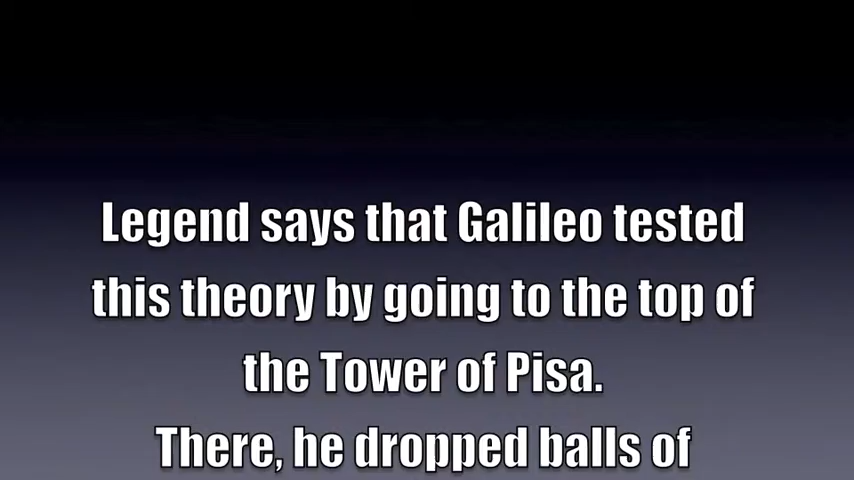 Legend says that Galileo tested
this theory by going to the top of
the Tower of Pisa.
There, he dropped balls of